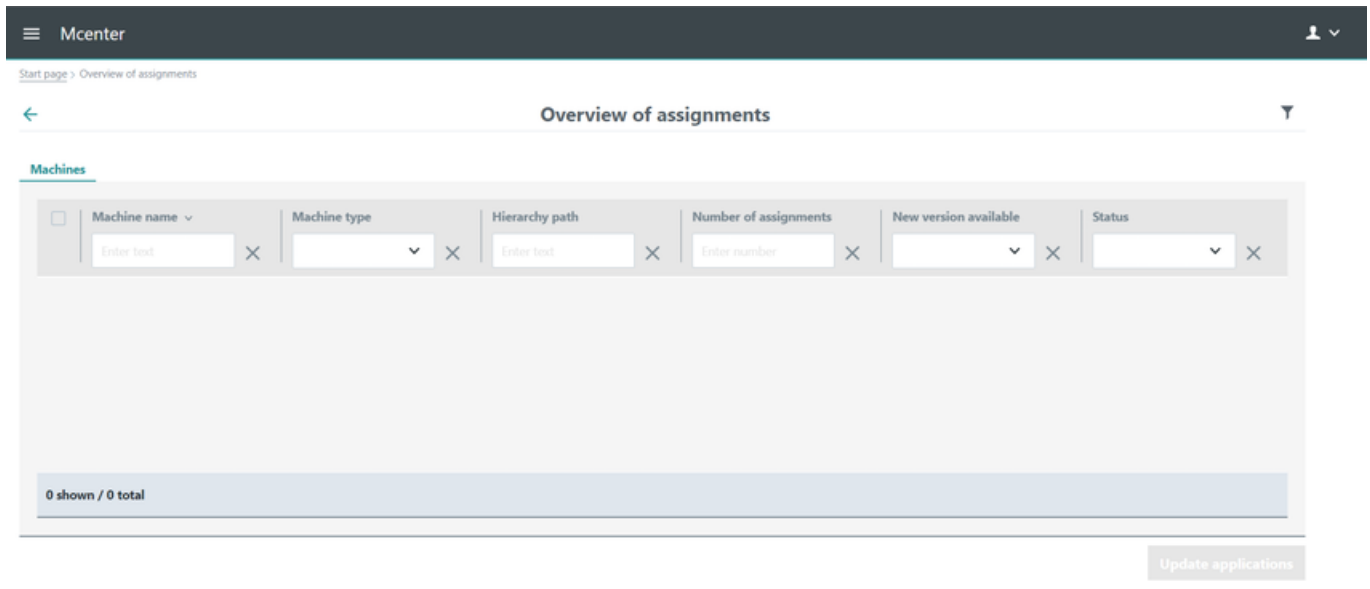 Mcenter
Start page > Overview of assignments
Overview of assignments
Machines
Machine name Machine type Hierarchy path Number of assignments New version available Status
Enter text Enter text Enter number
0 shown / 0 total
Update applications